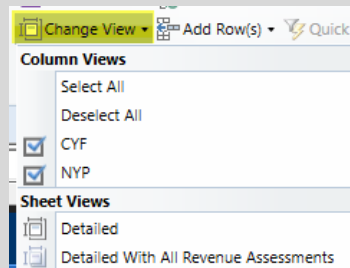 Change View Add Row(s) Quick
Column Views
Select All
Deselect All
CYF
NYP
Sheet Views
Detailed
Detailed With All Revenue Assessments